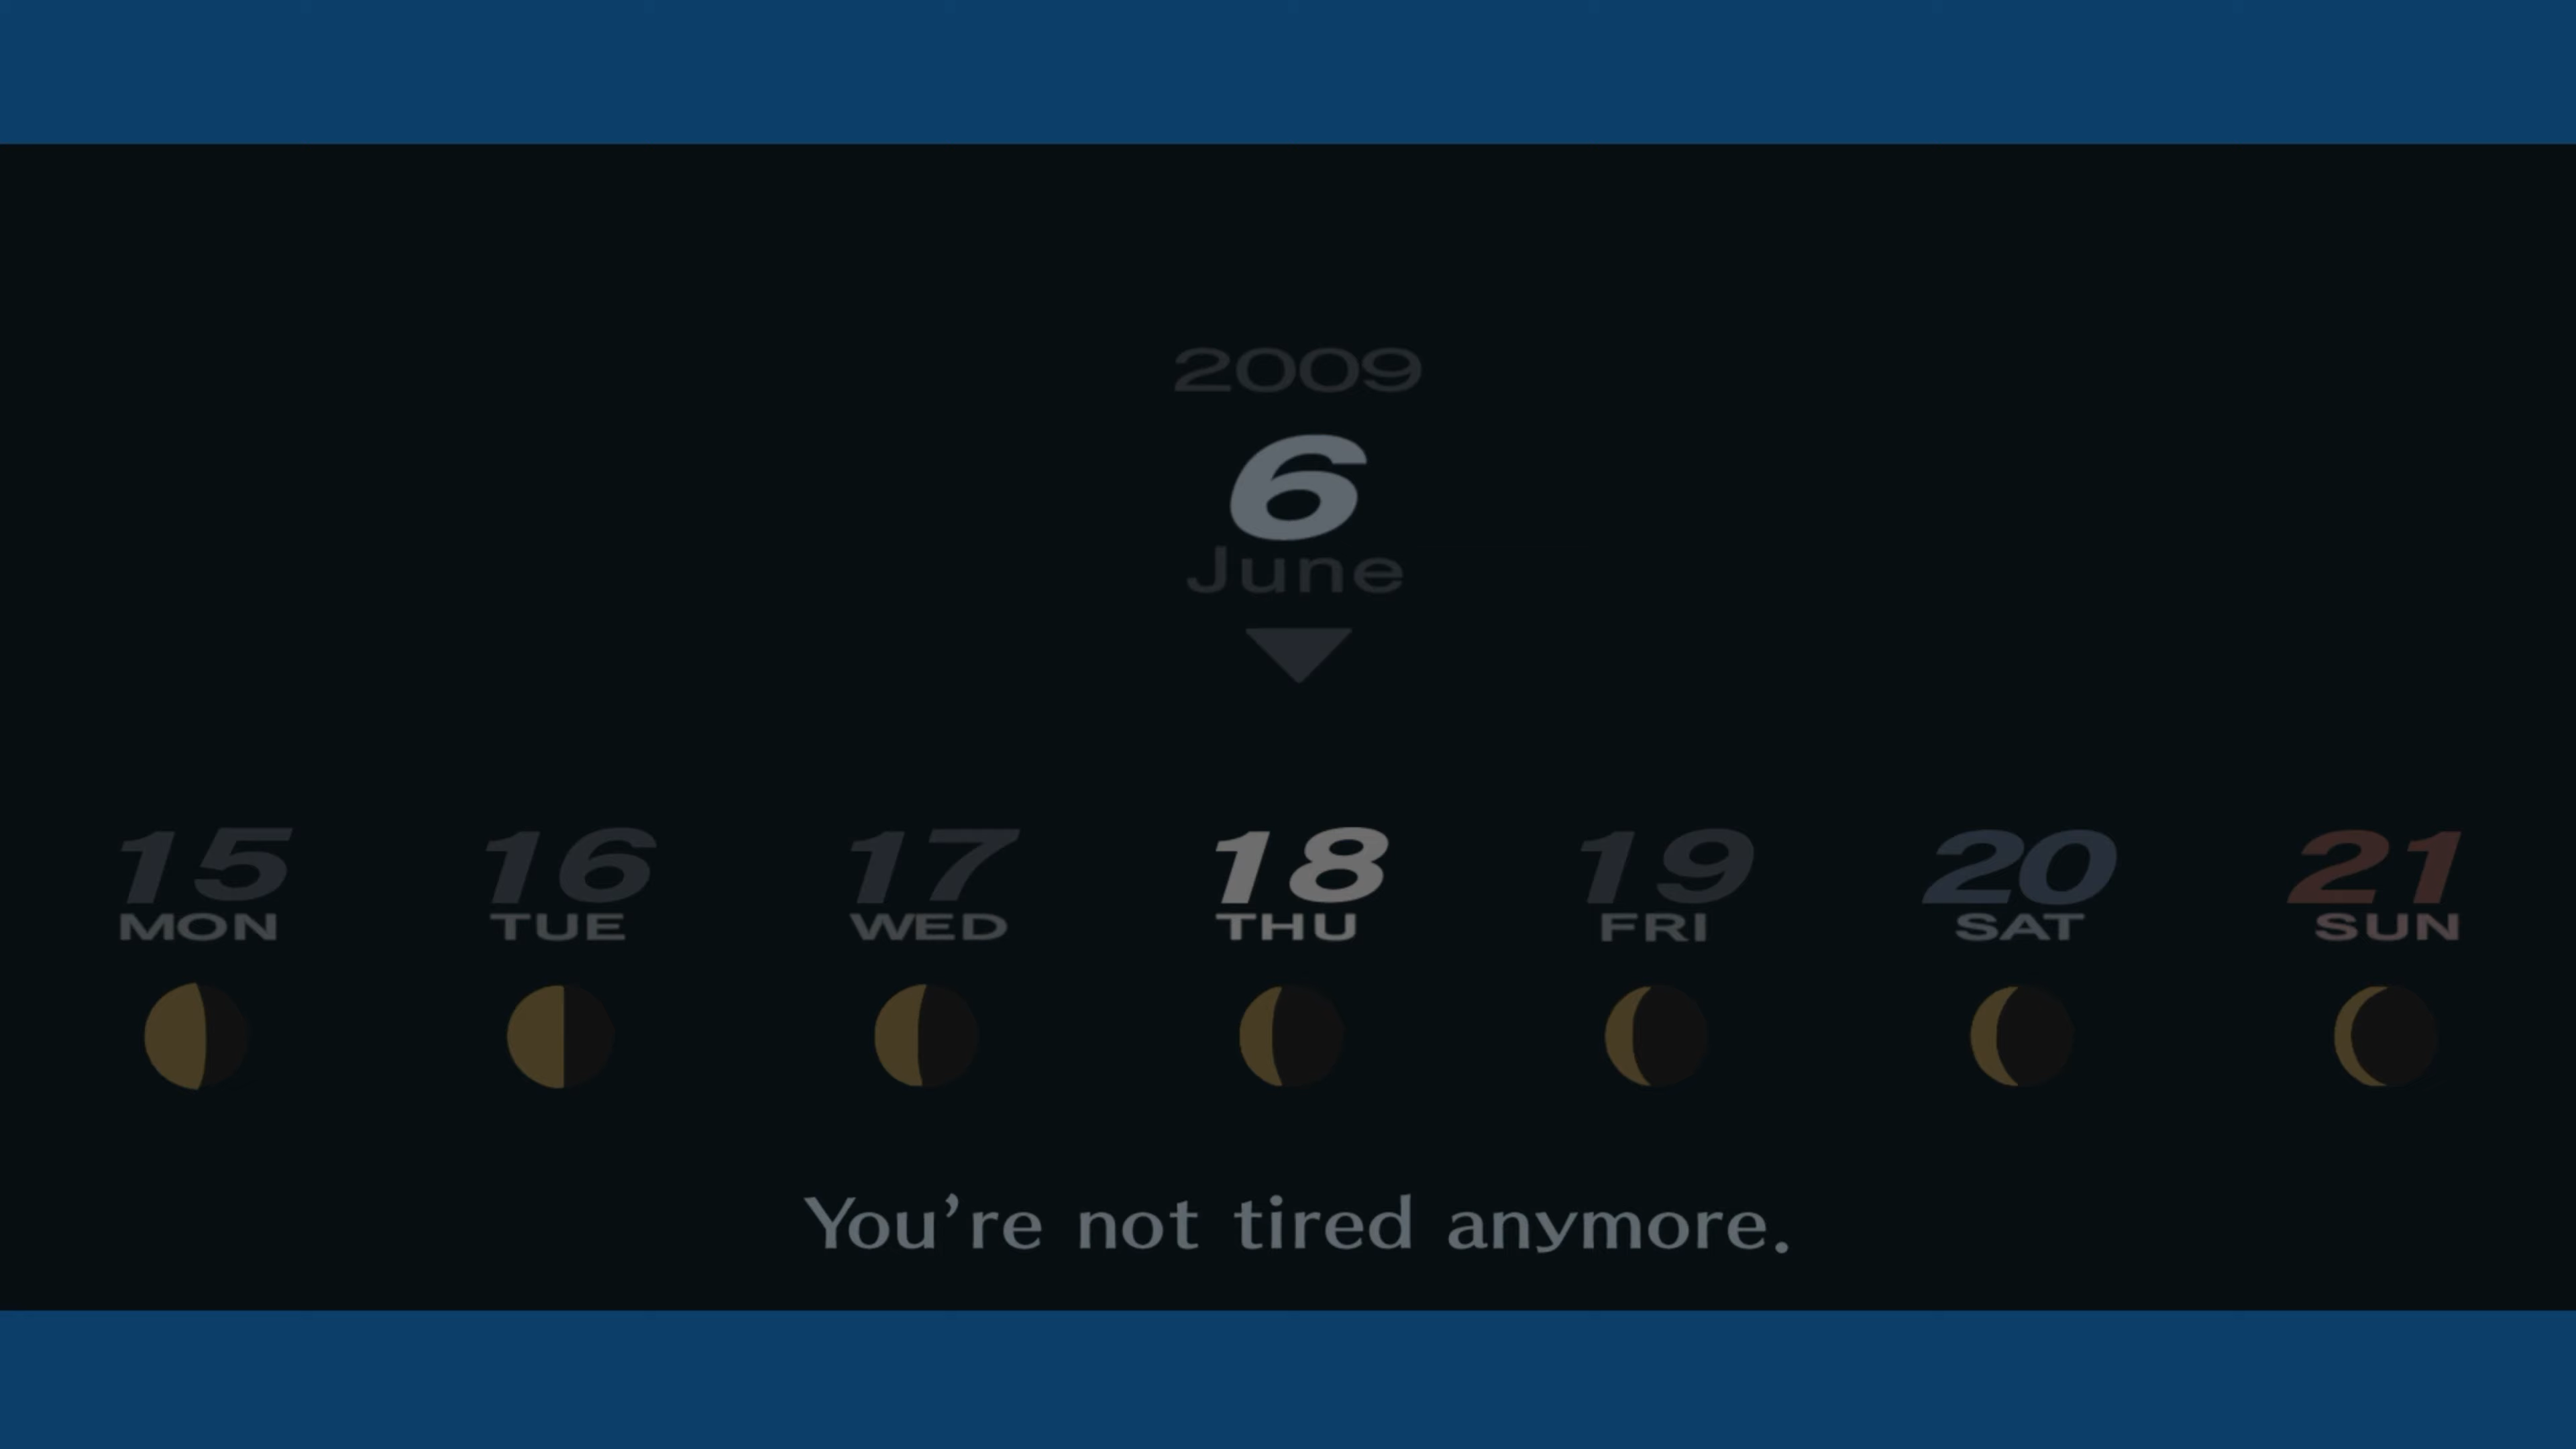 2009
6
June
15 16 17 18 19 20 21
MON TUE WED THU FRI SAT SUN
You're not tired anymore.